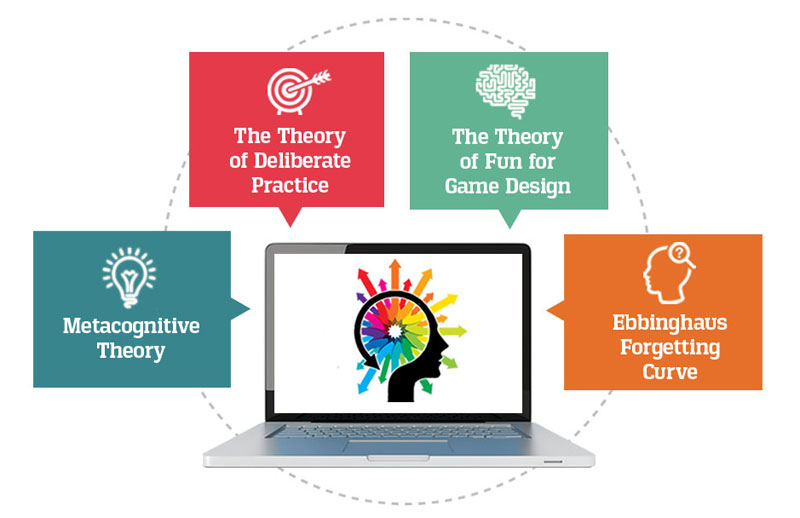 The Theory
of Deliberate
Practice
The Theory
of Fun for
Game Design
Metacognitive
Theory
Ebbinghaus
Forgetting
Curve